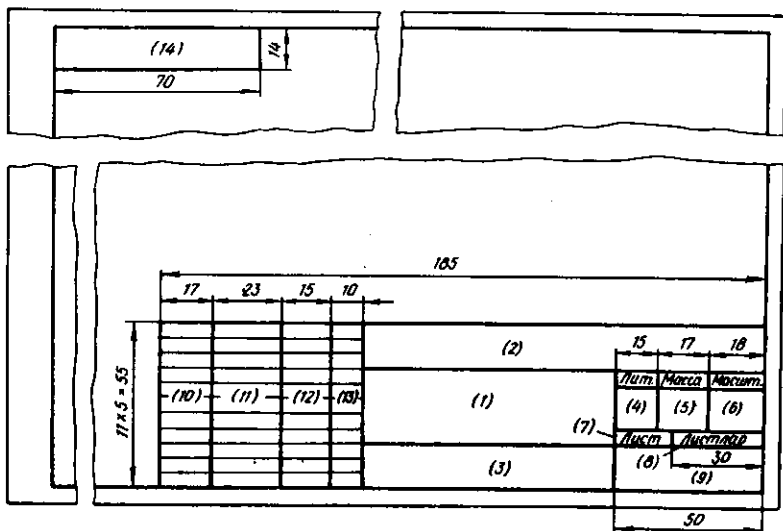 (14)
14
70
185
17 23 15 10
(2)
15 17 18
Лит. Масса Масшт.
11 × 5 = 55
(10) (11) (12) (13)
(1)
(4) (5) (6)
(7)
Лист Листлар
(8)
30
(3)
(9)
50